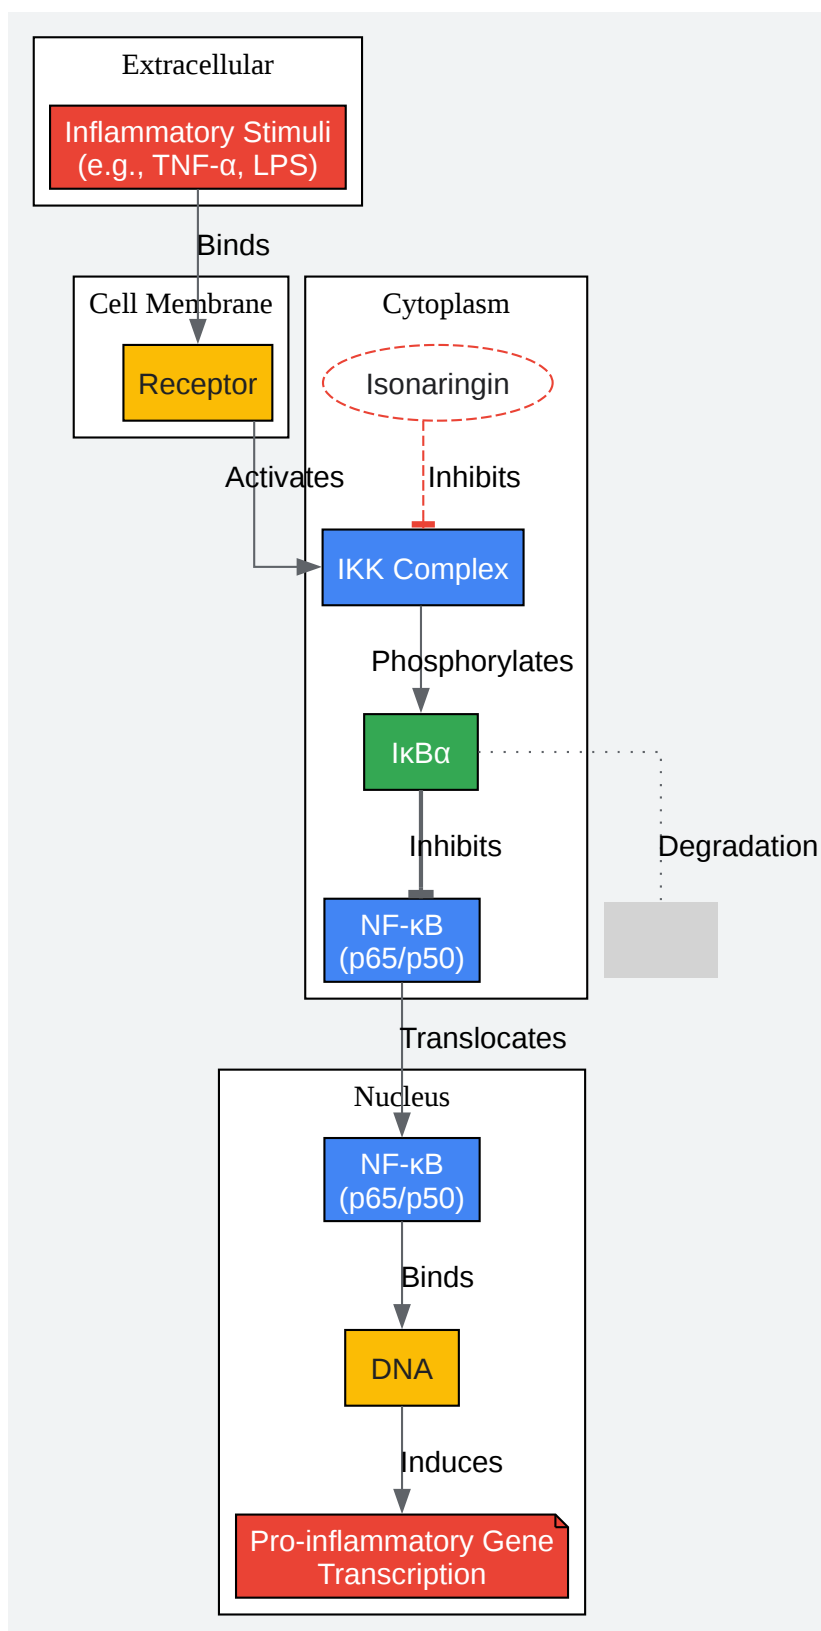 Extracellular
Inflammatory Stimuli
(e.g., TNF-α, LPS)
Binds
Cell Membrane
Receptor
Cytoplasm
Isonaringin
Activates
Inhibits
IKK Complex
Phosphorylates
IκBα
Inhibits
Degradation
NF-κB
(p65/p50)
Translocates
Nucleus
NF-κB
(p65/p50)
Binds
DNA
Induces
Pro-inflammatory Gene
Transcription